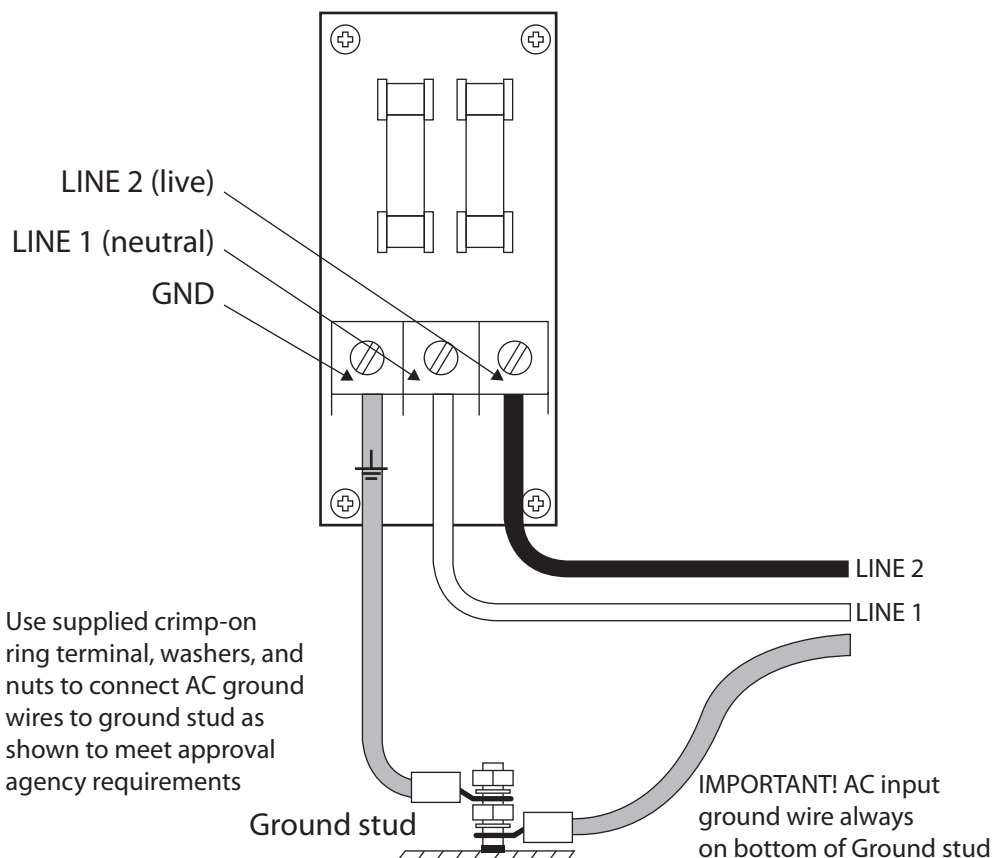 LINE 2 (live)
LINE 1 (neutral)
GND
LINE 2
LINE 1
Use supplied crimp-on
ring terminal, washers, and
nuts to connect AC ground
wires to ground stud as
shown to meet approval
agency requirements
Ground stud
IMPORTANT! AC input
ground wire always
on bottom of Ground stud